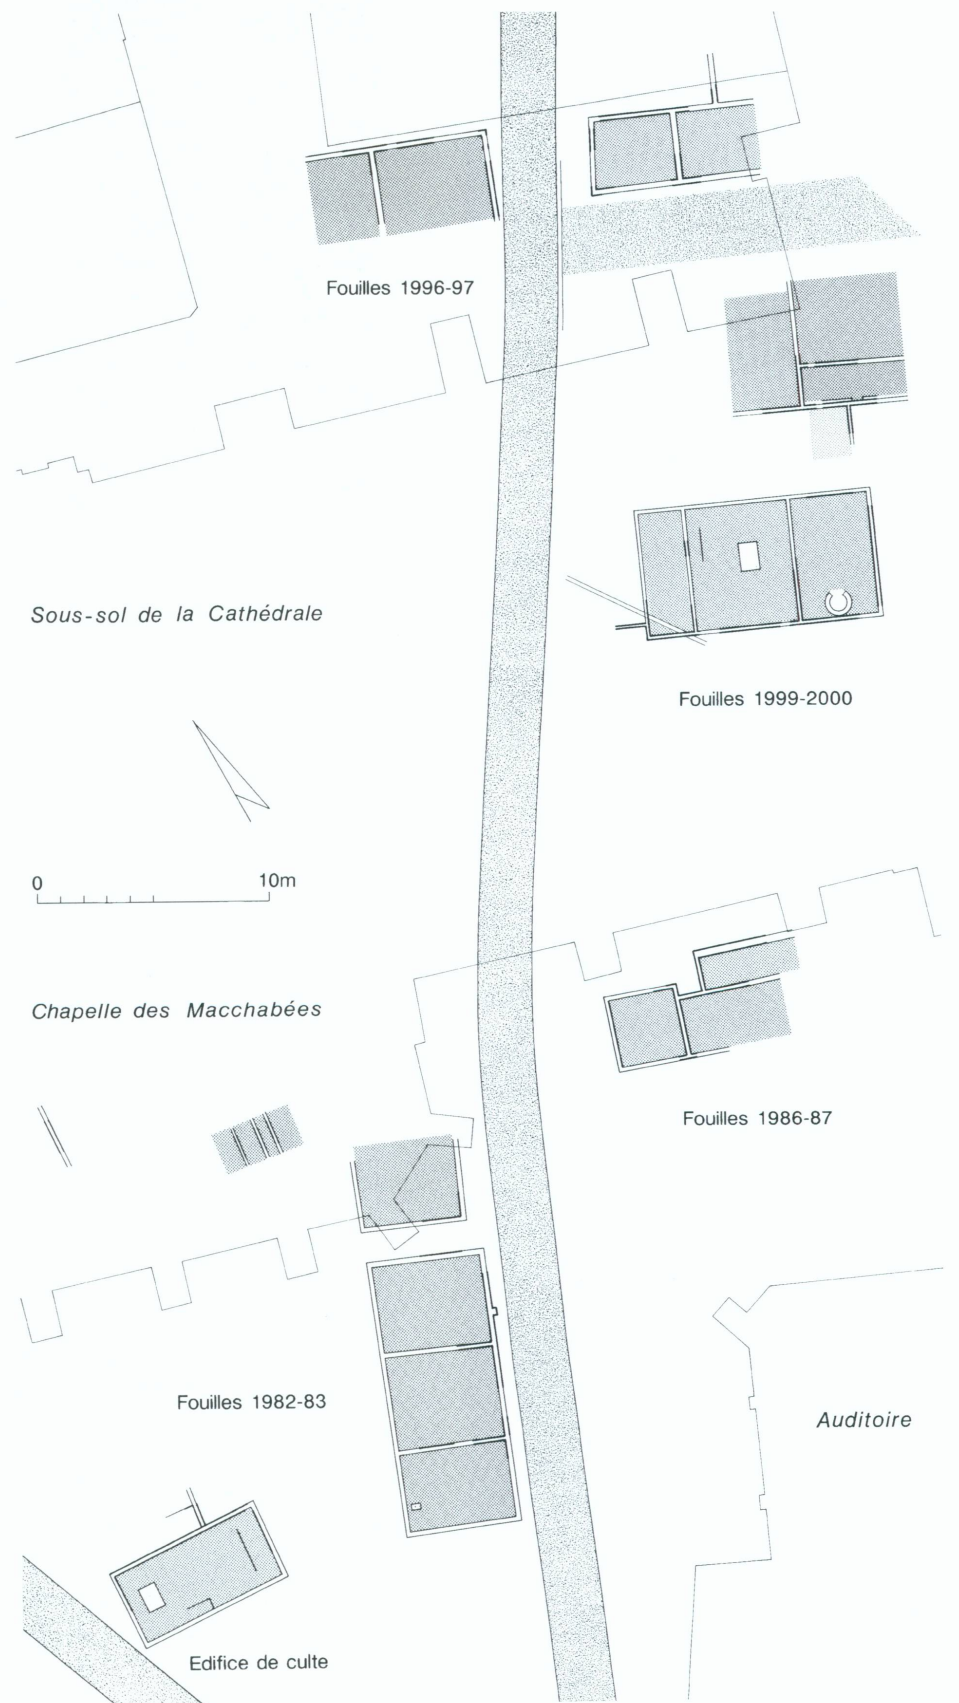 Fouilles 1996-97
Sous-sol de la Cathédrale
Fouilles 1999-2000
0 10m
Chapelle des Macchabées
Fouilles 1986-87
Fouilles 1982-83
Auditoire
Edifice de culte